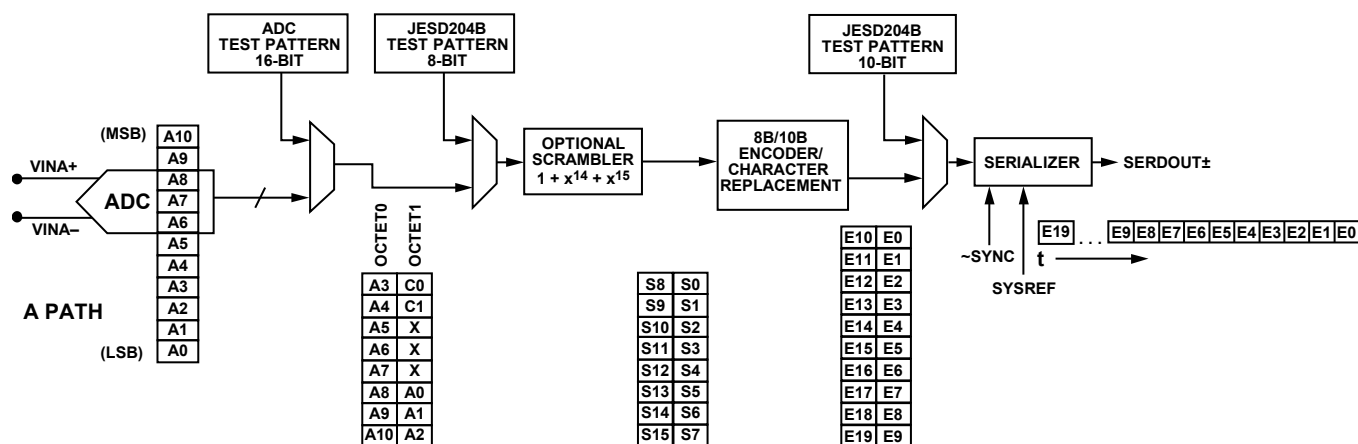 ADC
TEST PATTERN
16-BIT
JESD204B
TEST PATTERN
8-BIT
JESD204B
TEST PATTERN
10-BIT
(MSB)
A10
A9
A8
A7
A6
A5
A4
A3
A2
A1
A0
(LSB)
VINA+
ADC
VINA–
A PATH
OPTIONAL
SCRAMBLER
1 + x14 + x15
8B/10B
ENCODER/
CHARACTER
REPLACEMENT
SERIALIZER
SERDOUT±
~SYNC
SYSREF
E19 . . . E9 E8 E7 E6 E5 E4 E3 E2 E1 E0
t
OCTET0 OCTET1
A3 C0
A4 C1
A5 X
A6 X
A7 X
A8 A0
A9 A1
A10 A2
S8 S0
S9 S1
S10 S2
S11 S3
S12 S4
S13 S5
S14 S6
S15 S7
E10 E0
E11 E1
E12 E2
E13 E3
E14 E4
E15 E5
E16 E6
E17 E7
E18 E8
E19 E9